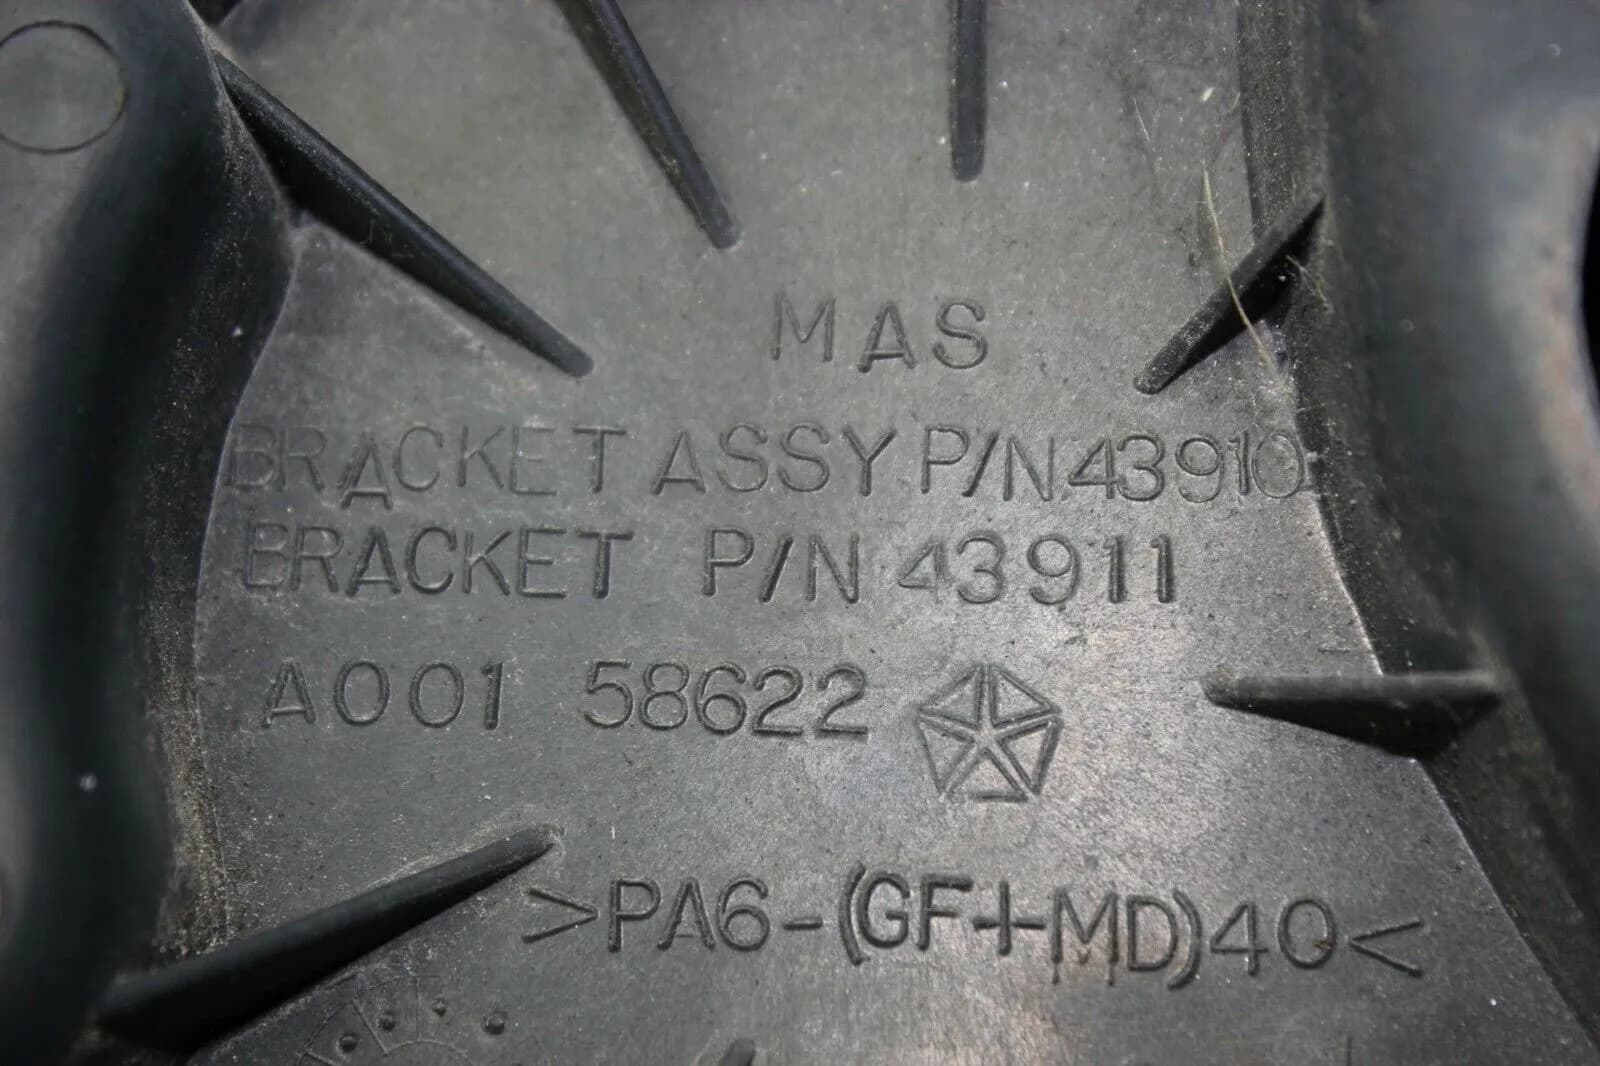 MAS
BRACKET ASSY P/N 43910
BRACKET P/N 43911
A001 58622
>PA6-(GF+MD)40<